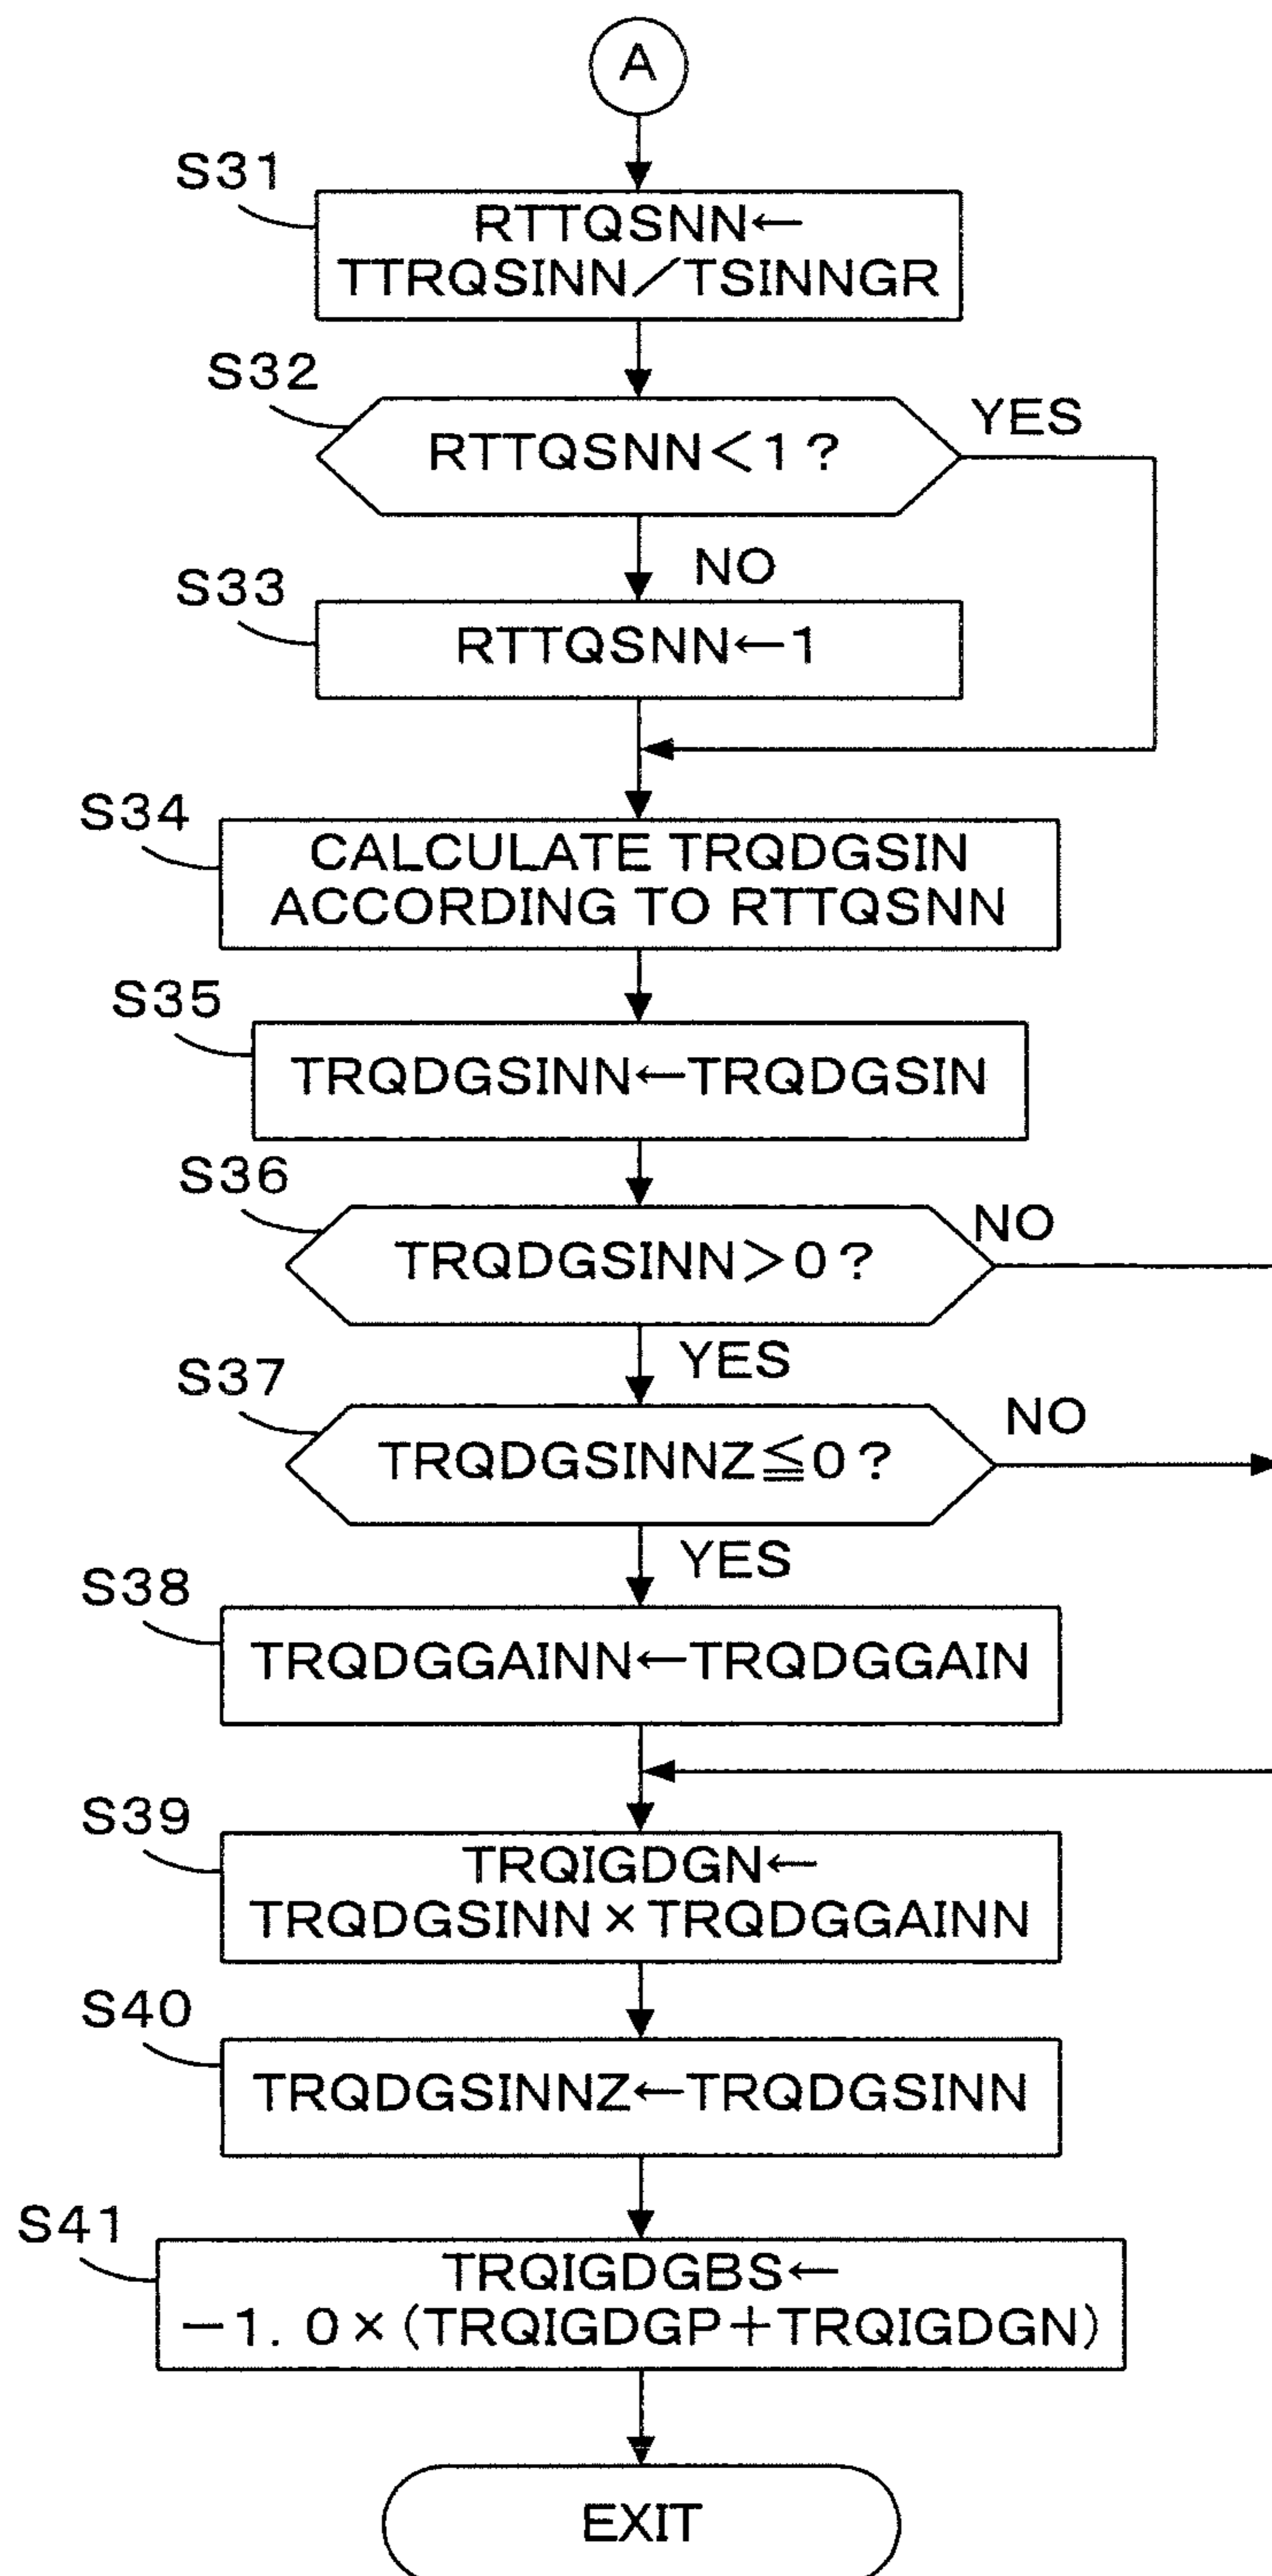 A
S31
RTTQSNN←
TTRQSINN/TSINNGR
S32
RTTQSNN<1?
YES
NO
S33
RTTQSNN←1
S34
CALCULATE TRQDGSIN
ACCORDING TO RTTQSNN
S35
TRQDGSINN←TRQDGSIN
S36
TRQDGSINN>0?
NO
YES
S37
TRQDGSINNZ≦0?
NO
YES
S38
TRQDGGAINN←TRQDGGAIN
S39
TRQIGDGN←
TRQDGSINN×TRQDGGAINN
S40
TRQDGSINNZ←TRQDGSINN
S41
TRQIGDGBS←
−1.0×(TRQIGDGP+TRQIGDGN)
EXIT